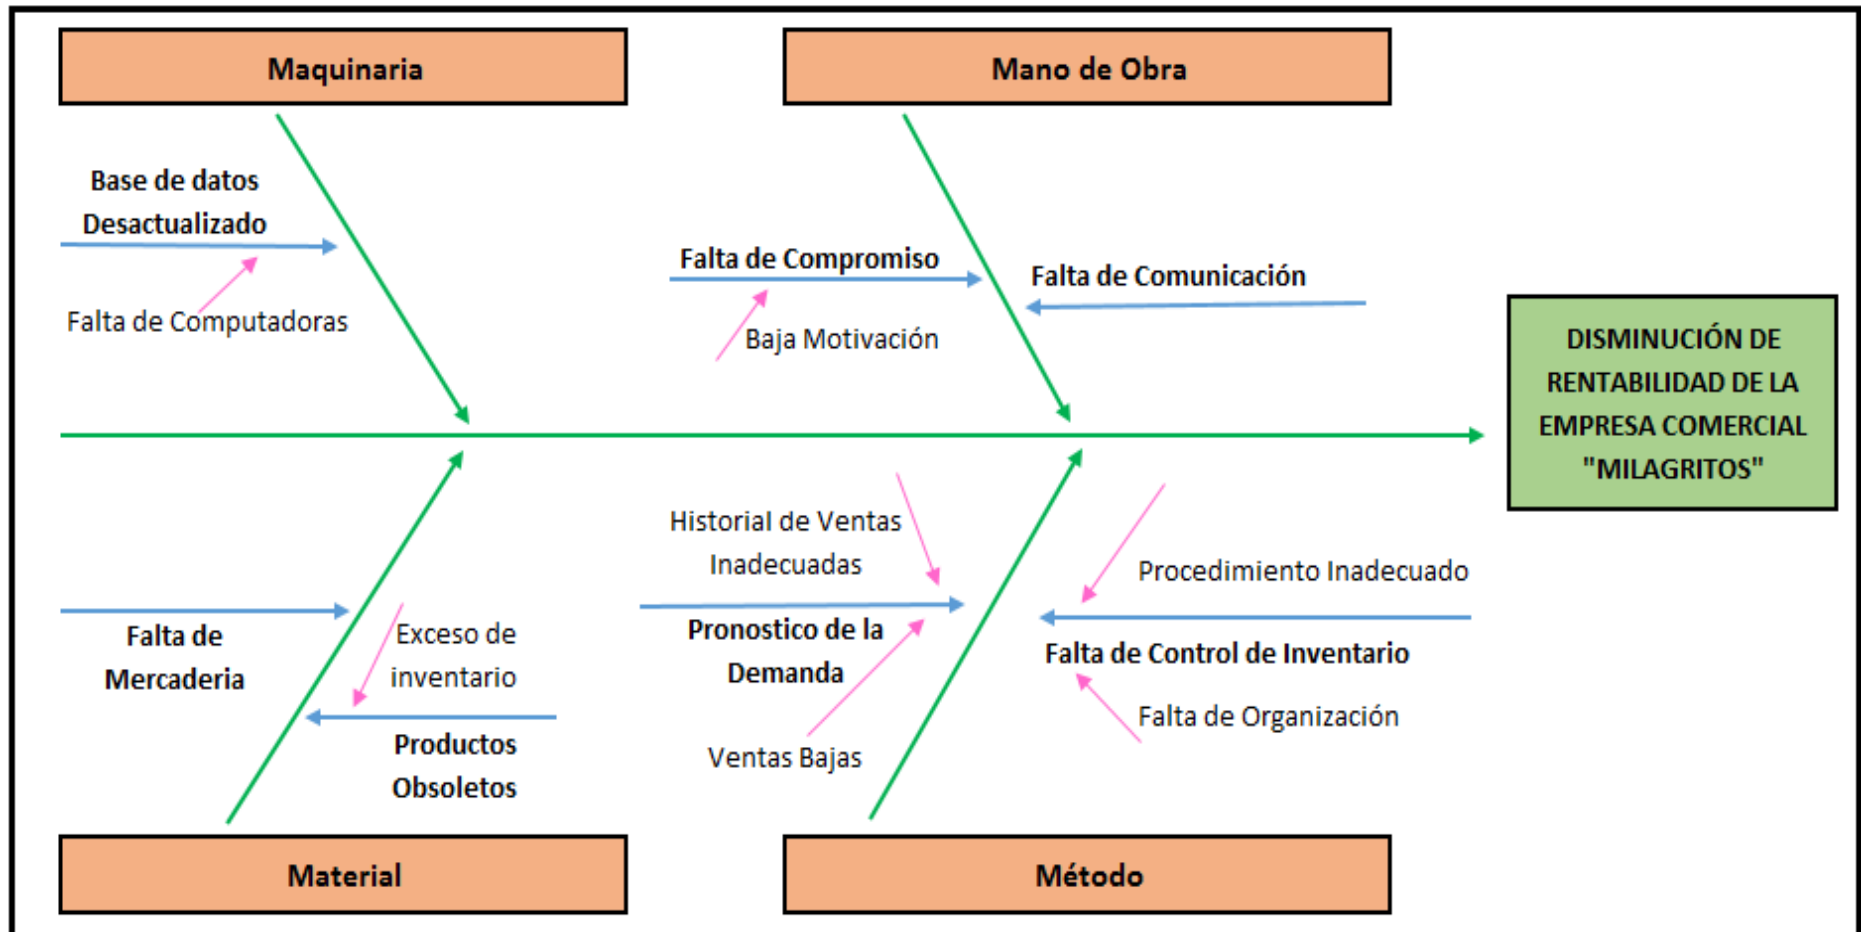 Maquinaria
Mano de Obra
Base de datos
Desactualizado
Falta de Computadoras
Falta de Compromiso
Baja Motivación
Falta de Comunicación
DISMINUCIÓN DE
RENTABILIDAD DE LA
EMPRESA COMERCIAL
"MILAGRITOS"
Falta de
Mercaderia
Exceso de
inventario
Productos
Obsoletos
Historial de Ventas
Inadecuadas
Pronostico de la
Demanda
Ventas Bajas
Procedimiento Inadecuado
Falta de Control de Inventario
Falta de Organización
Material
Método